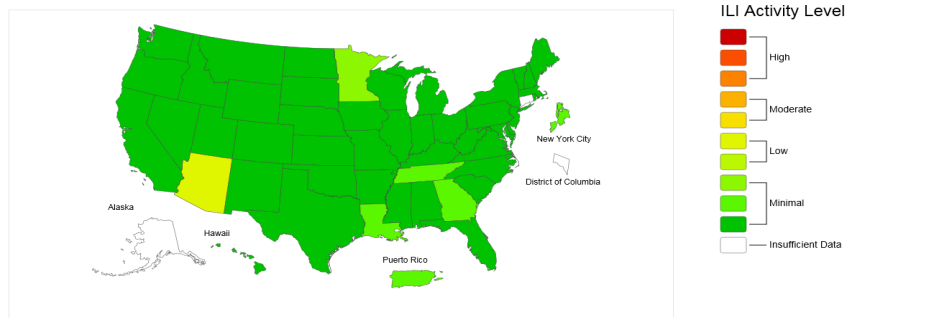 ILI Activity Level
High
Moderate
Low
Minimal
Insufficient Data
New York City
District of Columbia
Alaska
Hawaii
Puerto Rico